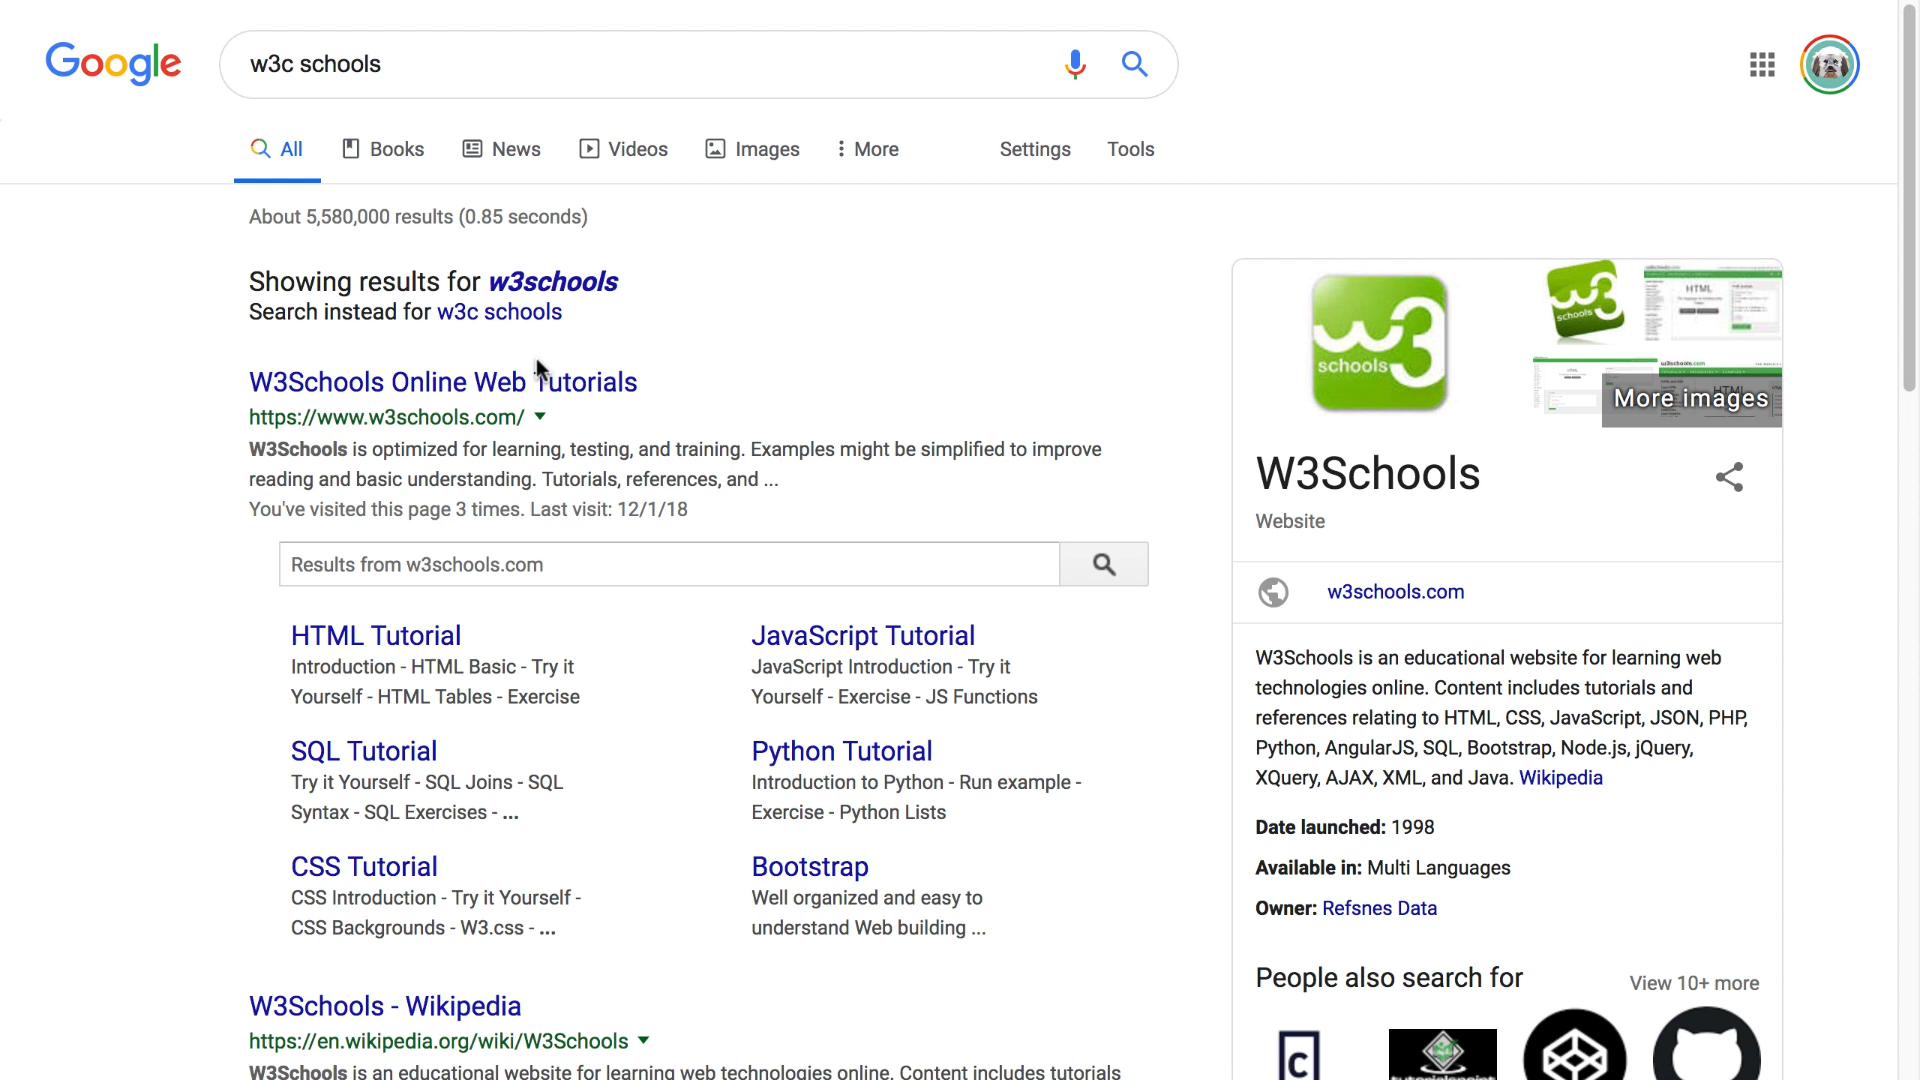 Google
w3c schools
All
Books
News
Videos
Images
More
Settings
Tools
About 5,580,000 results (0.85 seconds)
Showing results for w3schools
Search instead for w3c schools
W3Schools Online Web Tutorials
https://www.w3schools.com/
W3Schools is optimized for learning, testing, and training. Examples might be simplified to improve
reading and basic understanding. Tutorials, references, and ...
You've visited this page 3 times. Last visit: 12/1/18
Results from w3schools.com
HTML Tutorial
Introduction - HTML Basic - Try it
Yourself - HTML Tables - Exercise
JavaScript Tutorial
JavaScript Introduction - Try it
Yourself - Exercise - JS Functions
SQL Tutorial
Try it Yourself - SQL Joins - SQL
Syntax - SQL Exercises - ...
Python Tutorial
Introduction to Python - Run example -
Exercise - Python Lists
CSS Tutorial
CSS Introduction - Try it Yourself -
CSS Backgrounds - W3.css - ...
Bootstrap
Well organized and easy to
understand Web building ...
W3Schools - Wikipedia
https://en.wikipedia.org/wiki/W3Schools
W3Schools is an educational website for learning web technologies online. Content includes tutorials
w3
schools
w3
schools
HTML
w3schools.com
HTML
More images
W3Schools
Website
w3schools.com
W3Schools is an educational website for learning web
technologies online. Content includes tutorials and
references relating to HTML, CSS, JavaScript, JSON, PHP,
Python, AngularJS, SQL, Bootstrap, Node.js, jQuery,
XQuery, AJAX, XML, and Java. Wikipedia
Date launched: 1998
Available in: Multi Languages
Owner: Refsnes Data
People also search for
View 10+ more
c
tutorialspoint